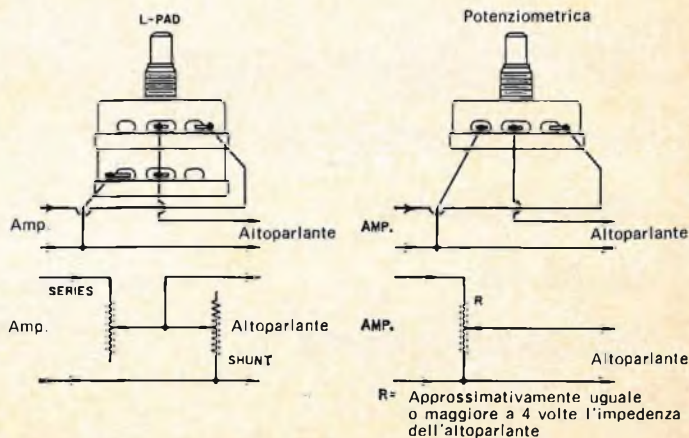 L-PAD
Potenziometrica
Amp.
Altoparlante
AMP.
Altoparlante
SERIES
Amp.
Altoparlante
SHUNT
R
AMP.
Altoparlante
R= Approssimativamente uguale
o maggiore a 4 volte l'impedenza
dell'altoparlante